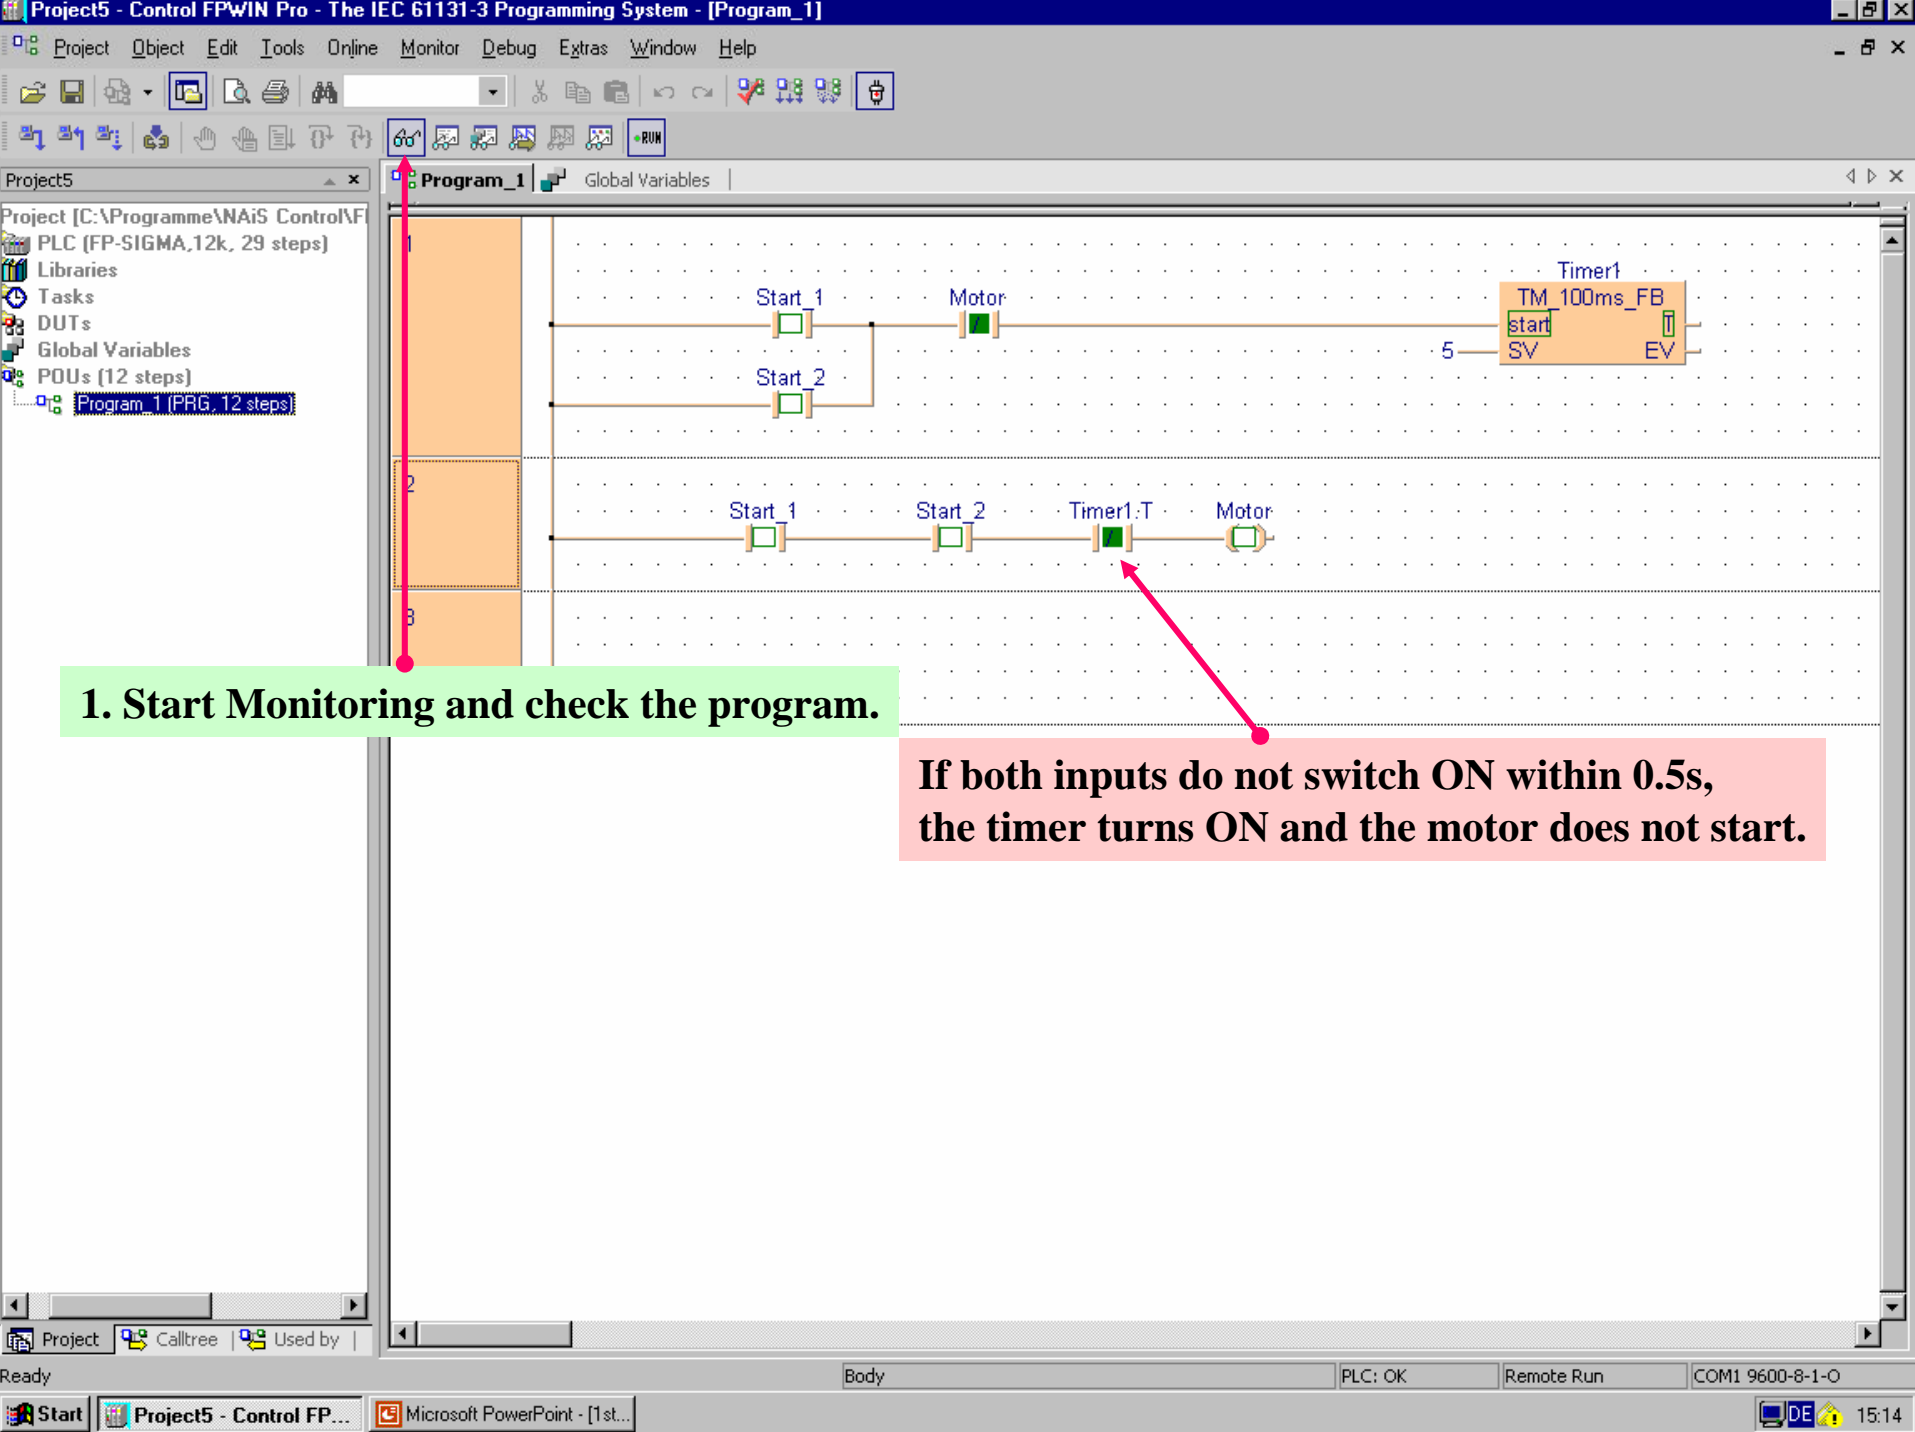 Project5 - Control FPWIN Pro - The IEC 61131-3 Programming System - [Program_1]
Project Object Edit Tools Online Monitor Debug Extras Window Help
RUN
Project5
Program_1
Global Variables
Project [C:\Programme\NAiS Control\F
PLC (FP-SIGMA,12k, 29 steps)
Libraries
Tasks
DUTs
Global Variables
POUs (12 steps)
Program_1 (PRG, 12 steps)
1
Timer1
Start_1
Motor
TM_100ms_FB
start
T
5
SV
EV
Start_2
2
Start_1
Start_2
Timer1.T
Motor
3
1. Start Monitoring and check the program.
If both inputs do not switch ON within 0.5s,
the timer turns ON and the motor does not start.
Project
Calltree
Used by
Ready
Body
PLC: OK
Remote Run
COM1 9600-8-1-O
Start
Project5 - Control FP...
Microsoft PowerPoint - [1st...
DE
15:14